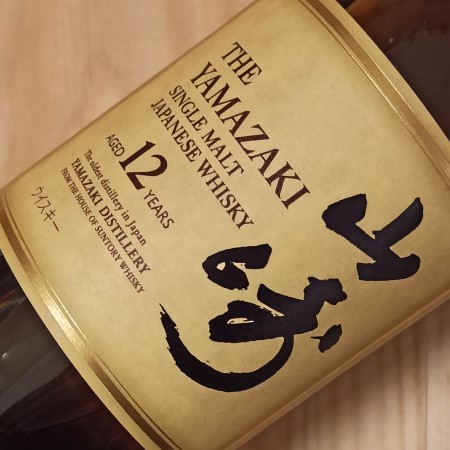 THE
YAMAZAKI
SINGLE MALT
JAPANESE WHISKY
AGED 12 YEARS
The oldest distillery in Japan
YAMAZAKI DISTILLERY
FROM THE HOUSE OF SUNTORY WHISKY
ウイスキー
山崎